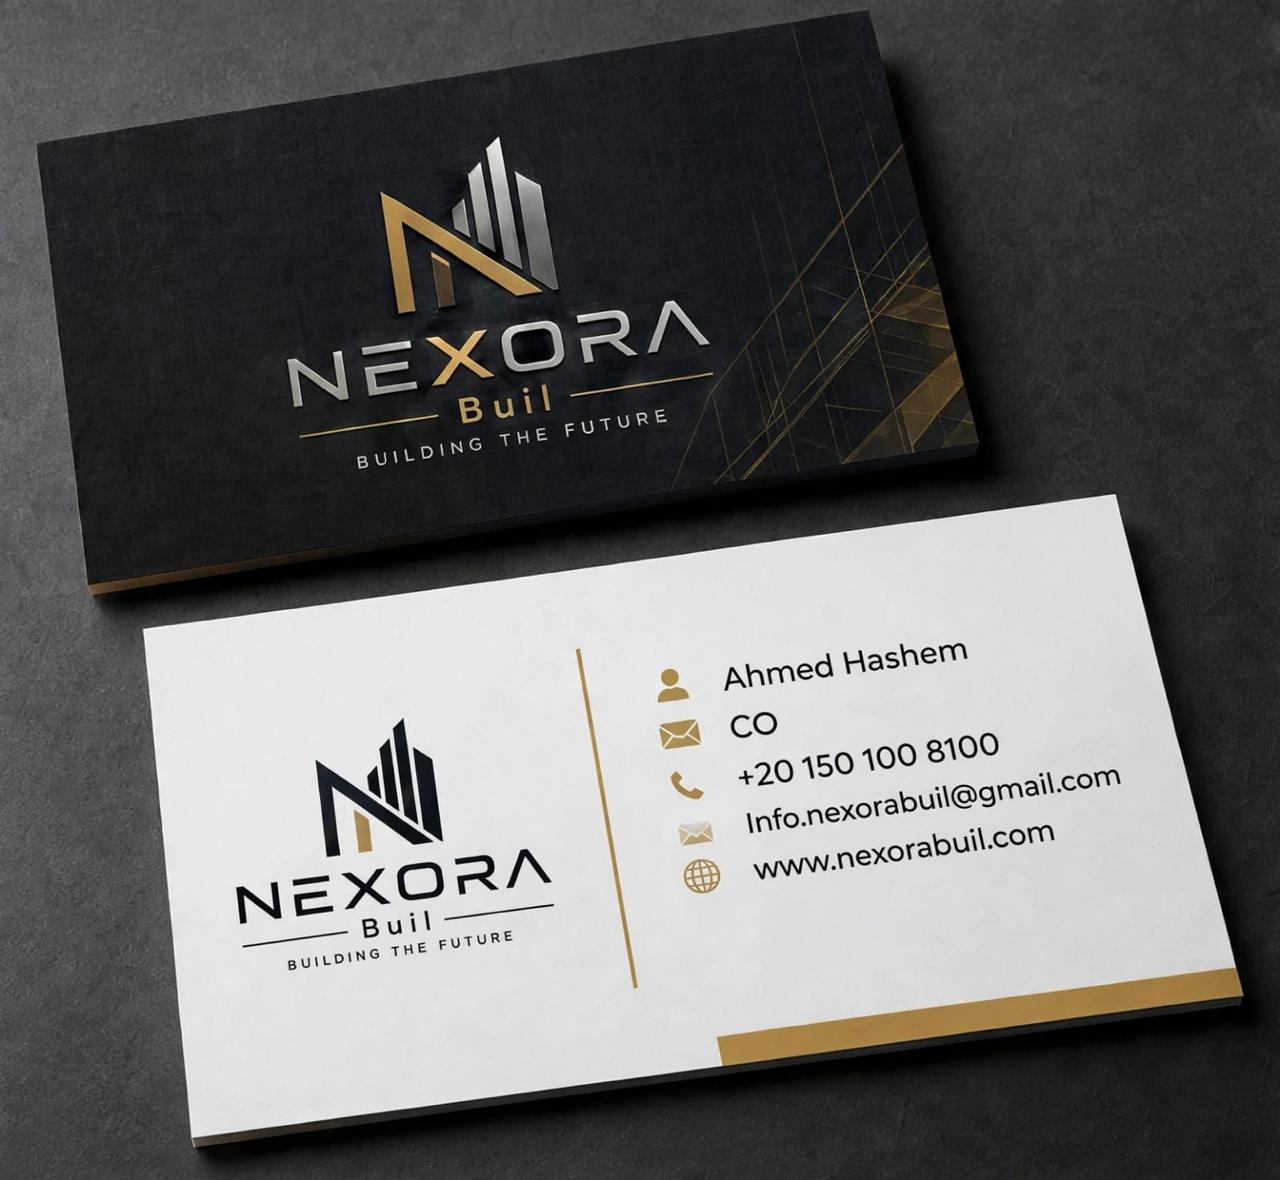 NEXORA
Buil
BUILDING THE FUTURE
NEXORA
Buil
BUILDING THE FUTURE
Ahmed Hashem
CO
+20 150 100 8100
Info.nexorabuil@gmail.com
www.nexorabuil.com